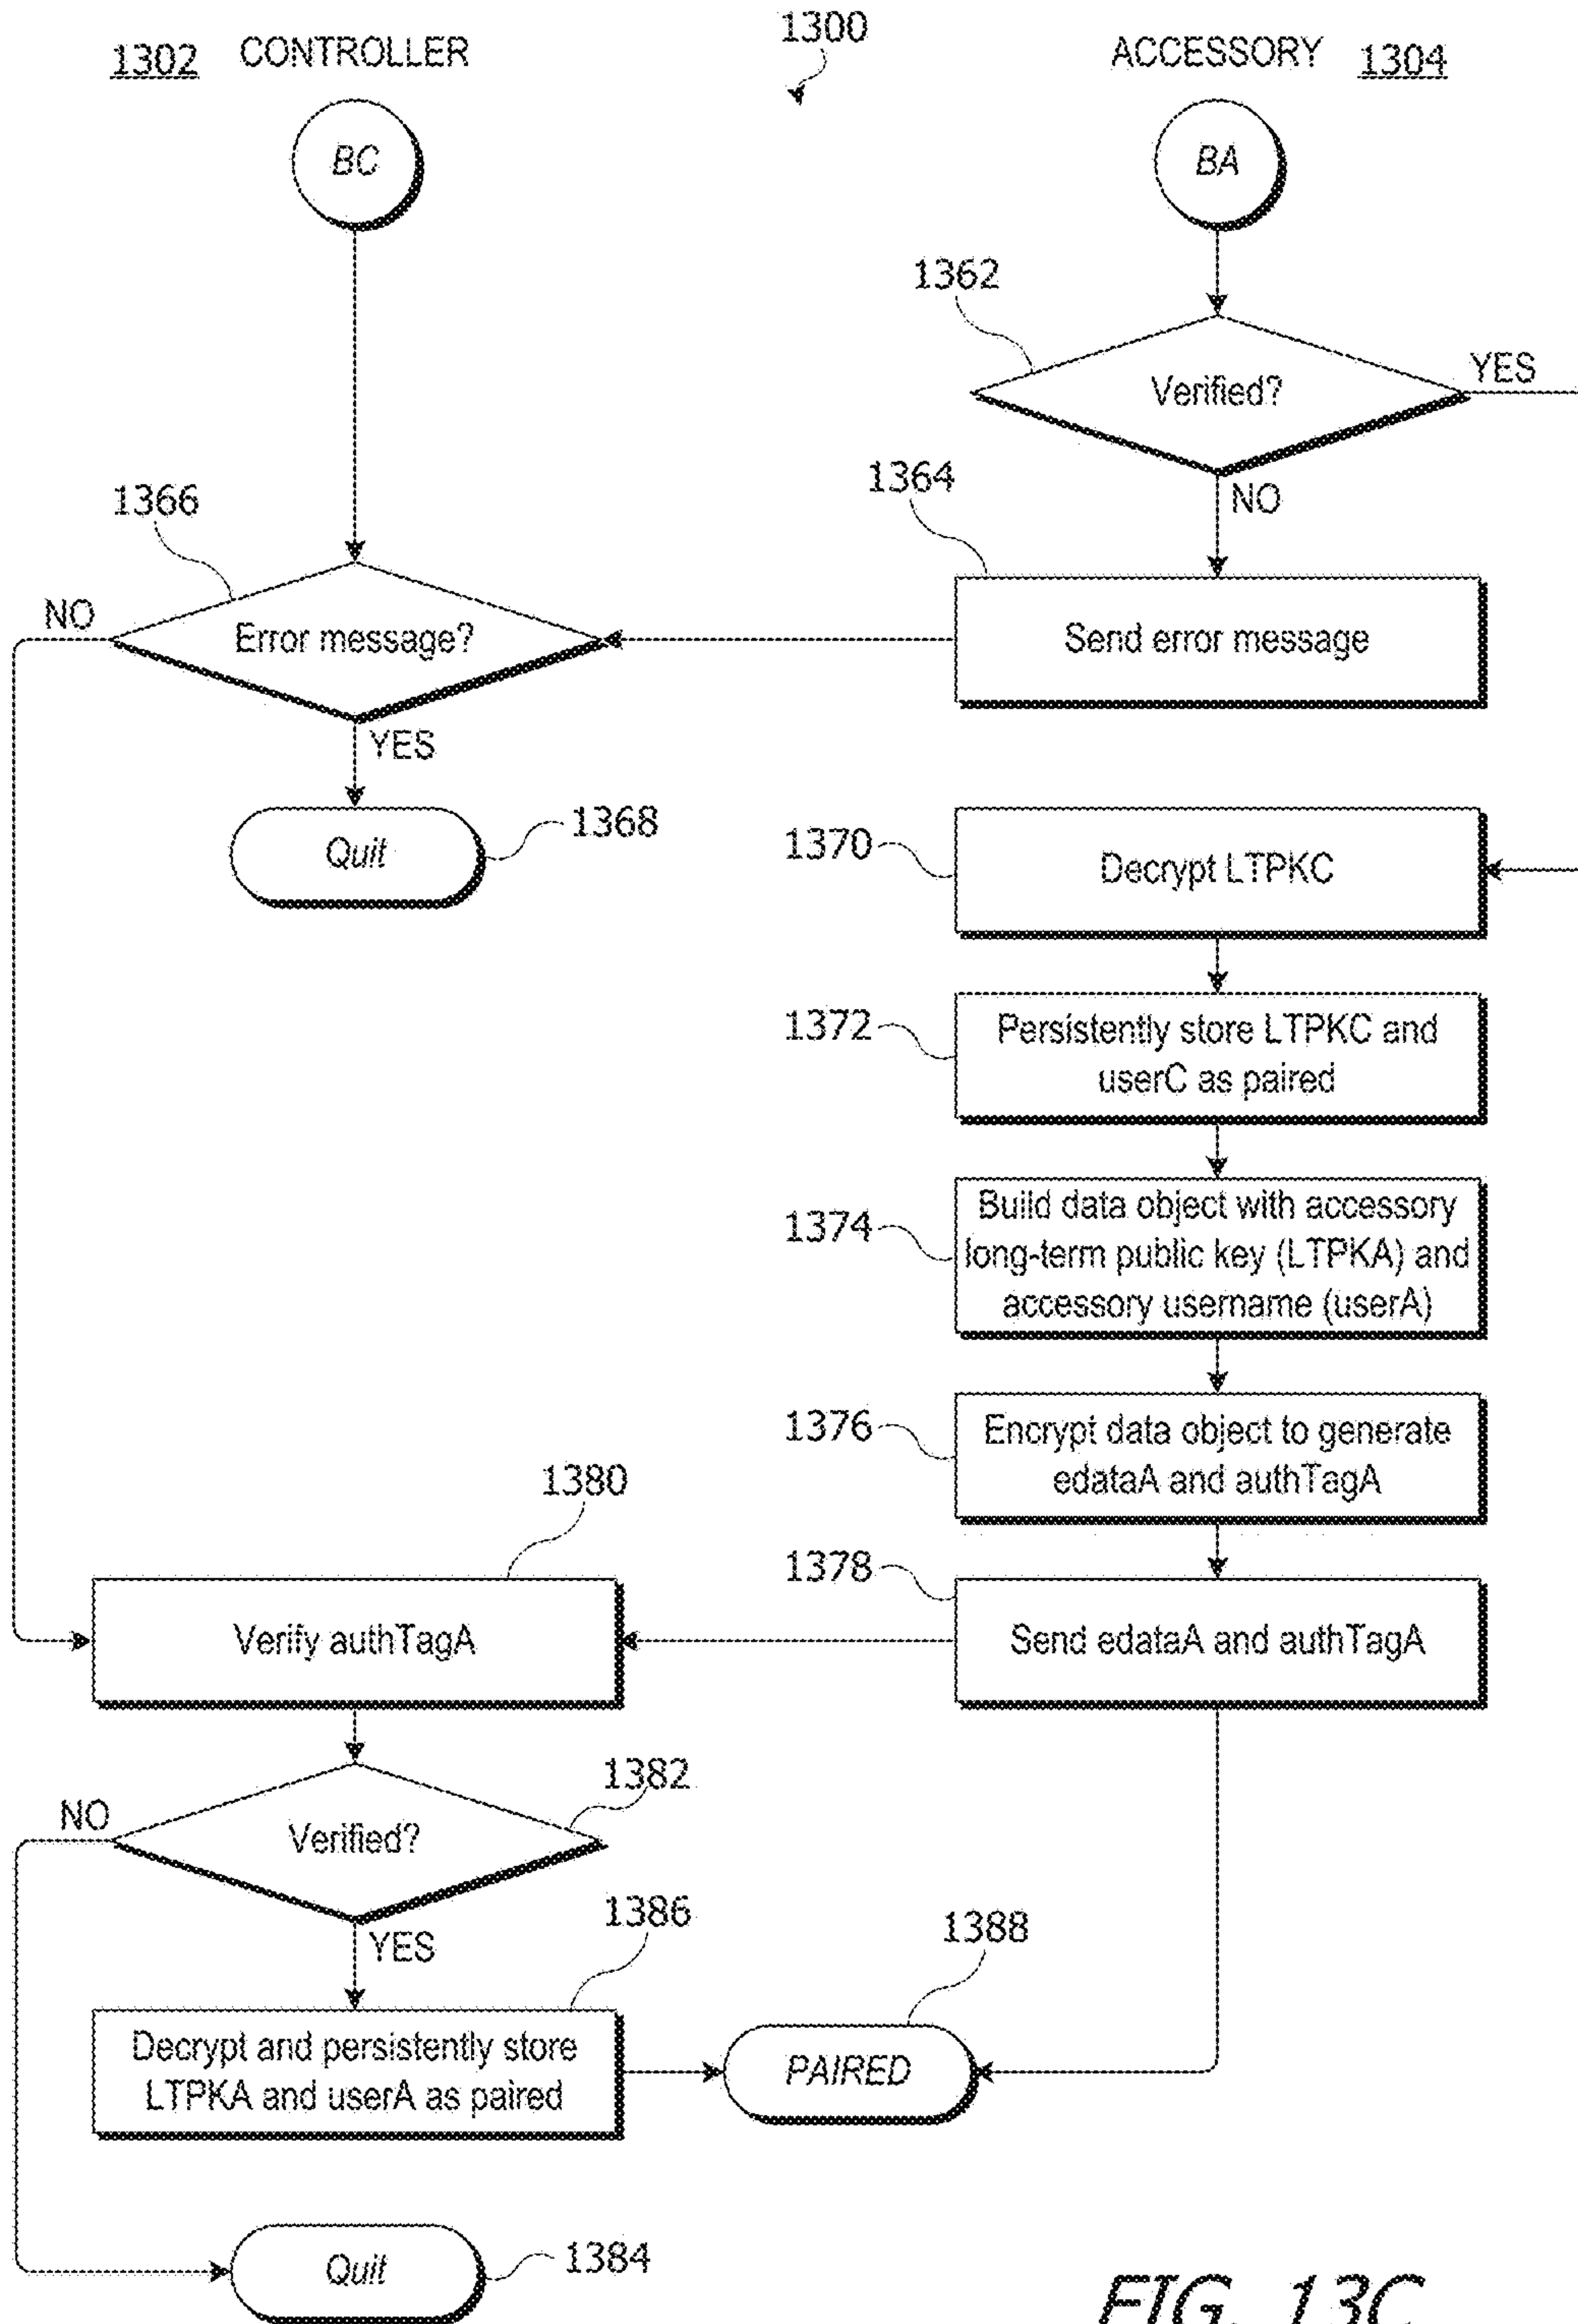 1300
1302 CONTROLLER
ACCESSORY 1304
BC
BA
1362
Verified?
YES
NO
1364
Send error message
1366
Error message?
NO
YES
Quit
1368
1370
Decrypt LTPKC
1372
Persistently store LTPKC and
userC as paired
1374
Build data object with accessory
long-term public key (LTPKA) and
accessory username (userA)
1376
Encrypt data object to generate
edataA and authTagA
1378
Send edataA and authTagA
1380
Verify authTagA
1382
Verified?
NO
YES
1386
Decrypt and persistently store
LTPKA and userA as paired
1388
PAIRED
Quit
1384
FIG. 13C